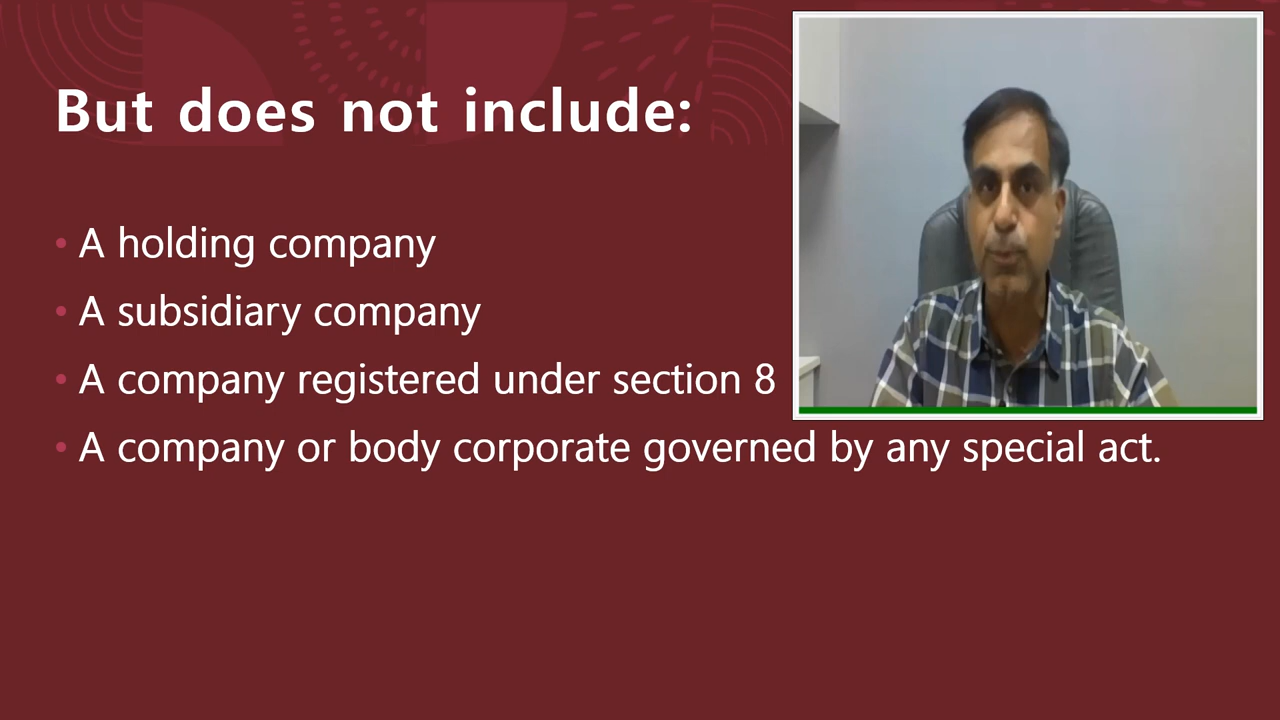 But does not include:
• A holding company
• A subsidiary company
• A company registered under section 8
• A company or body corporate governed by any special act.